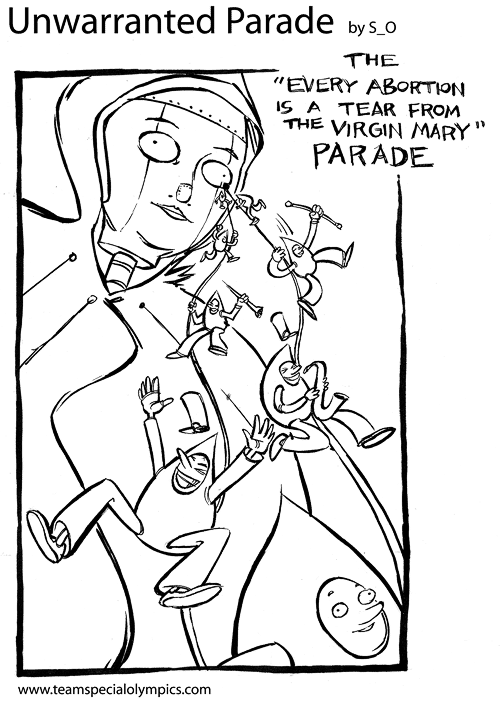 Unwarranted Parade by S_O
THE
"EVERY ABORTION
IS A TEAR FROM
THE VIRGIN MARY"
PARADE
www.teamspecialolympics.com